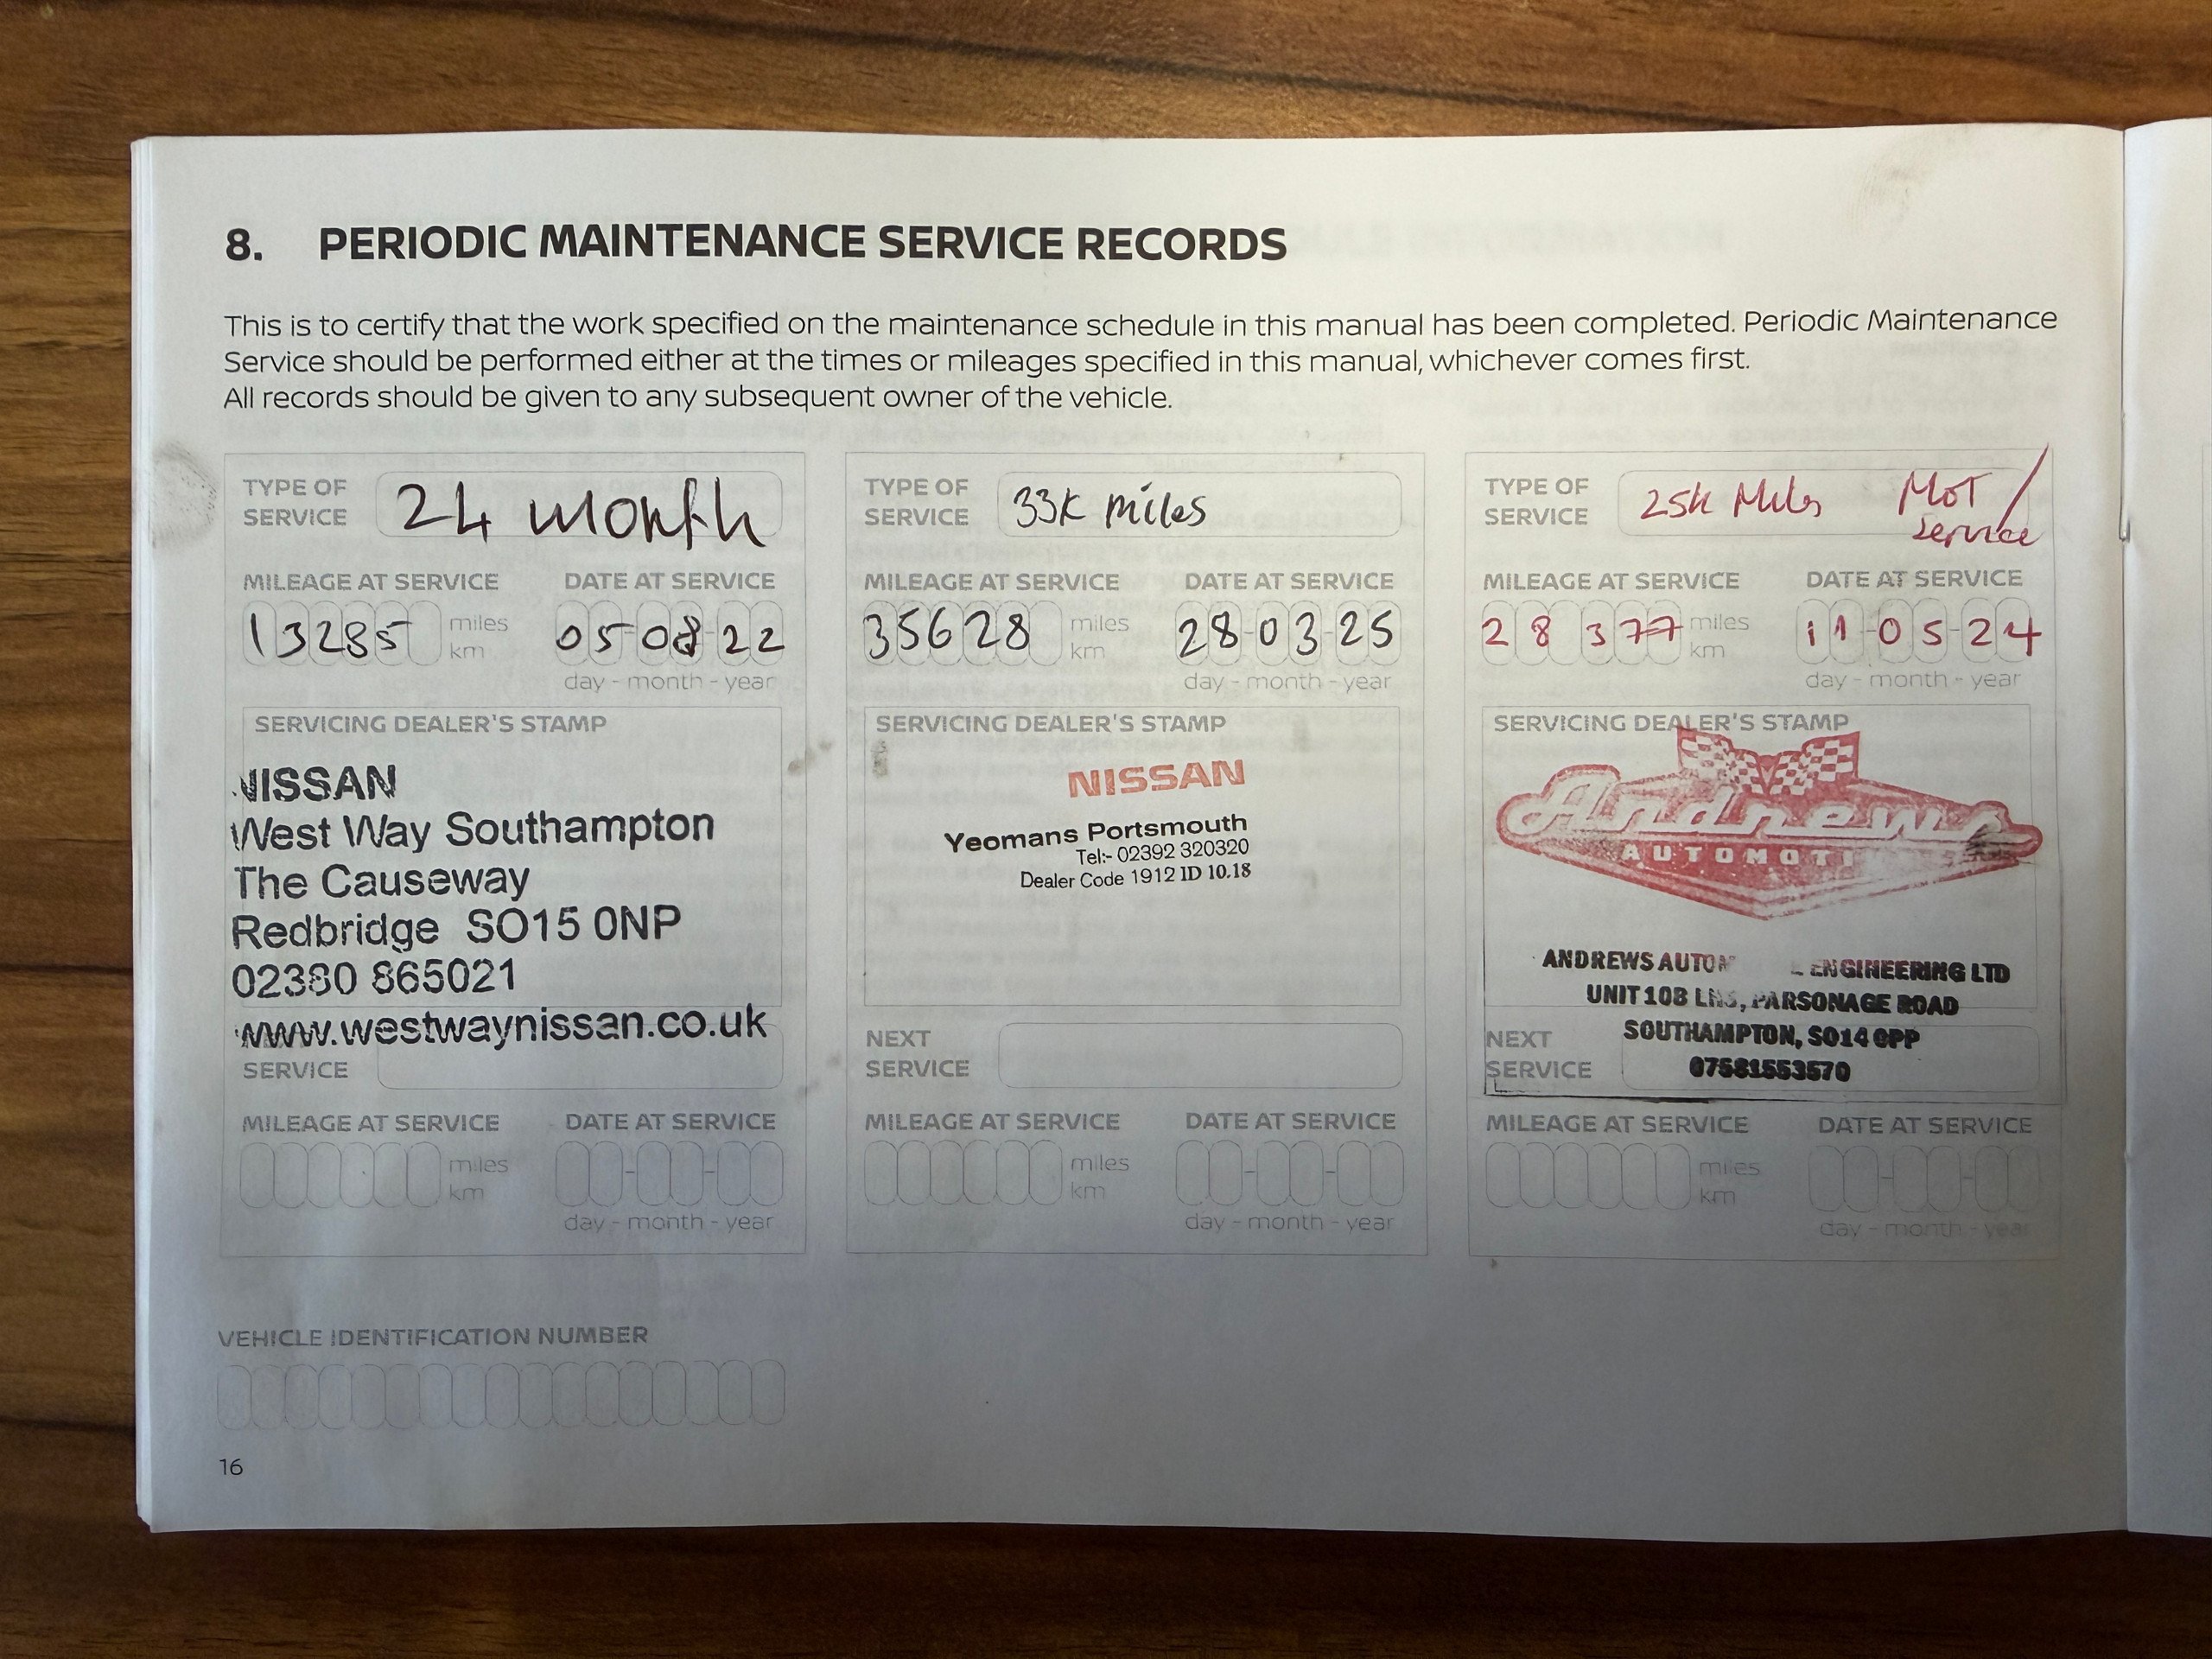 8. PERIODIC MAINTENANCE SERVICE RECORDS
This is to certify that the work specified on the maintenance schedule in this manual has been completed. Periodic Maintenance
Service should be performed either at the times or mileages specified in this manual, whichever comes first.
All records should be given to any subsequent owner of the vehicle.
TYPE OF
SERVICE
24 month
MILEAGE AT SERVICE
DATE AT SERVICE
13285
miles
km
05-08-22
day - month - year
SERVICING DEALER'S STAMP
NISSAN
West Way Southampton
The Causeway
Redbridge SO15 0NP
02380 865021
www.westwaynissan.co.uk
SERVICE
MILEAGE AT SERVICE
DATE AT SERVICE
miles
km
day - month - year
TYPE OF
SERVICE
33K miles
MILEAGE AT SERVICE
DATE AT SERVICE
35628
miles
km
28-03-25
day - month - year
SERVICING DEALER'S STAMP
NISSAN
Yeomans Portsmouth
Tel:- 02392 320320
Dealer Code 1912 ID 10.18
NEXT
SERVICE
MILEAGE AT SERVICE
DATE AT SERVICE
miles
km
day - month - year
TYPE OF
SERVICE
25K Miles MOT /
Service
MILEAGE AT SERVICE
DATE AT SERVICE
28 377
miles
km
11-05-24
day - month - year
SERVICING DEALER'S STAMP
Andrews
ANDREWS ENGINEERING LTD
UNIT 108 PARSONAGE ROAD
SOUTHAMPTON, SO14 0PP
07581553570
NEXT
SERVICE
MILEAGE AT SERVICE
DATE AT SERVICE
miles
km
day - month - year
VEHICLE IDENTIFICATION NUMBER
16